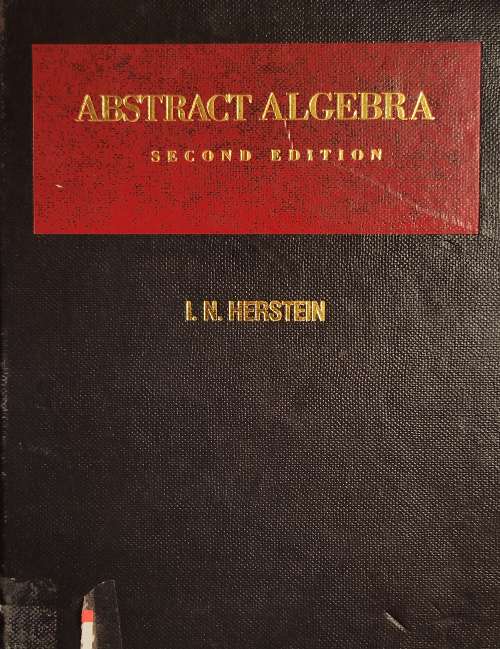 ABSTRACT ALGEBRA
SECOND EDITION
I. N. HERSTEIN